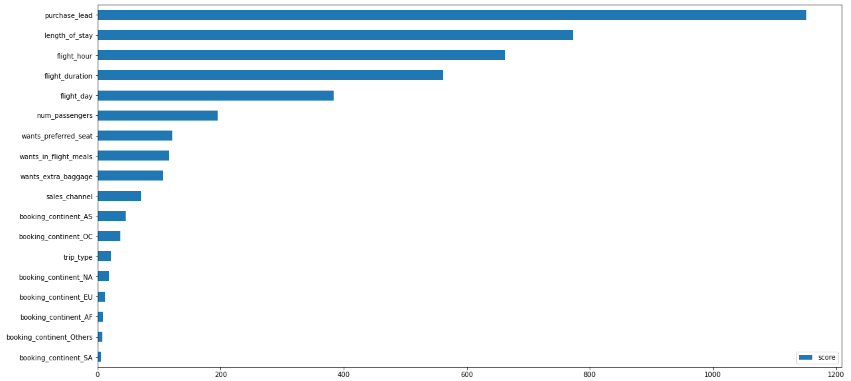 purchase_lead
length_of_stay
flight_hour
flight_duration
flight_day
num_passengers
wants_preferred_seat
wants_in_flight_meals
wants_extra_baggage
sales_channel
booking_continent_AS
booking_continent_OC
trip_type
booking_continent_NA
booking_continent_EU
booking_continent_AF
booking_continent_Others
booking_continent_SA
score
0 200 400 600 800 1000 1200